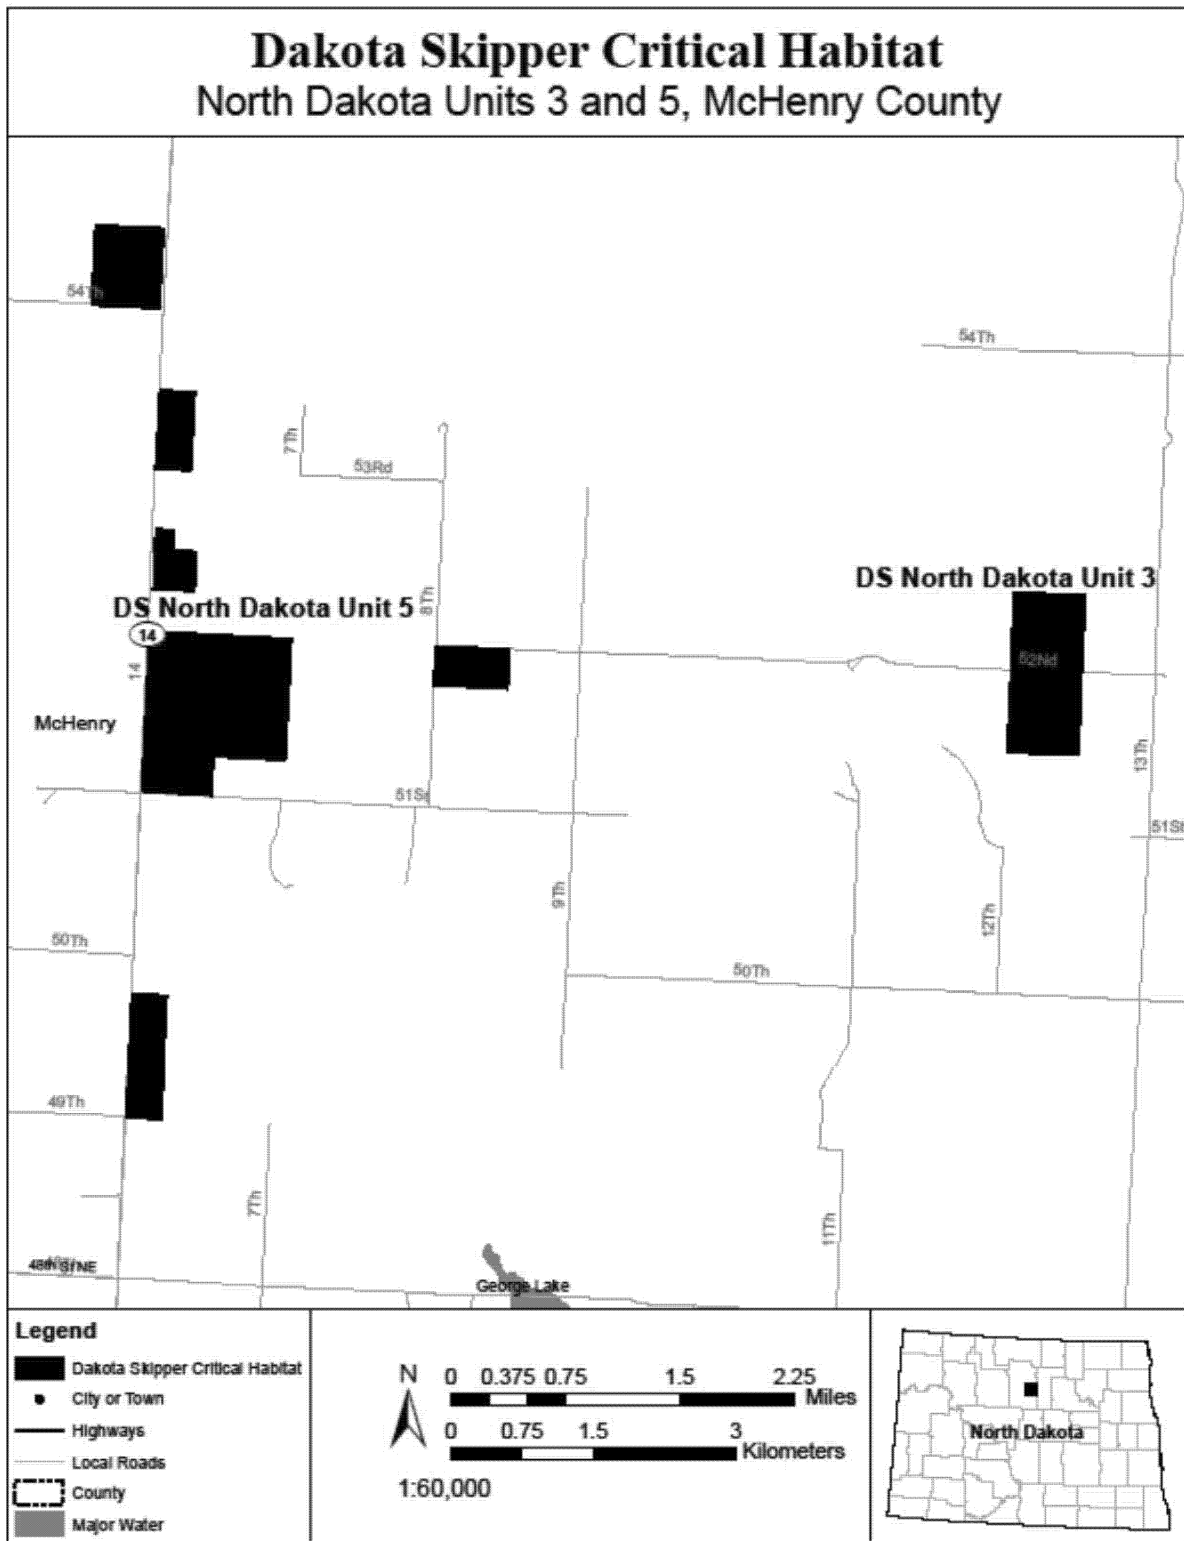 Dakota Skipper Critical Habitat
North Dakota Units 3 and 5, McHenry County
54Th
54Th
7Th
53Rd
8Th
DS North Dakota Unit 3
DS North Dakota Unit 5
14
14
52Nd
McHenry
13Th
51St
51St
9Th
12Th
50Th
50Th
49Th
7Th
11Th
48th St NE
George Lake
Legend
Dakota Skipper Critical Habitat
City or Town
Highways
Local Roads
County
Major Water
N
0 0.375 0.75 1.5 2.25
Miles
0 0.75 1.5 3
Kilometers
1:60,000
North Dakota